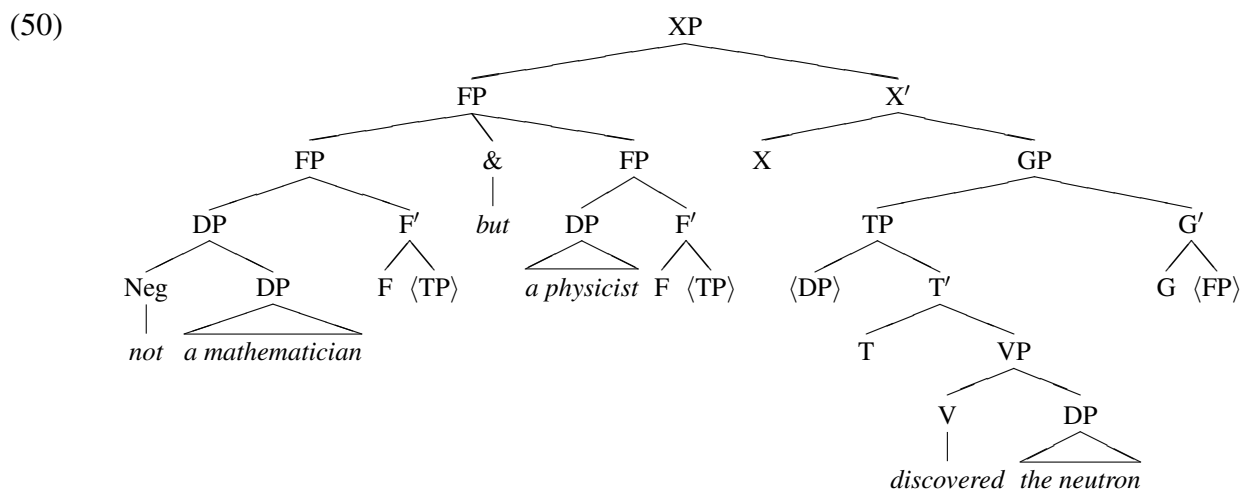 (50) XP
FP X′
FP & FP X GP
DP F′ but DP F′ TP G′
Neg DP F ⟨TP⟩ a physicist F ⟨TP⟩ ⟨DP⟩ T′ G ⟨FP⟩
not a mathematician T VP
V DP
discovered the neutron